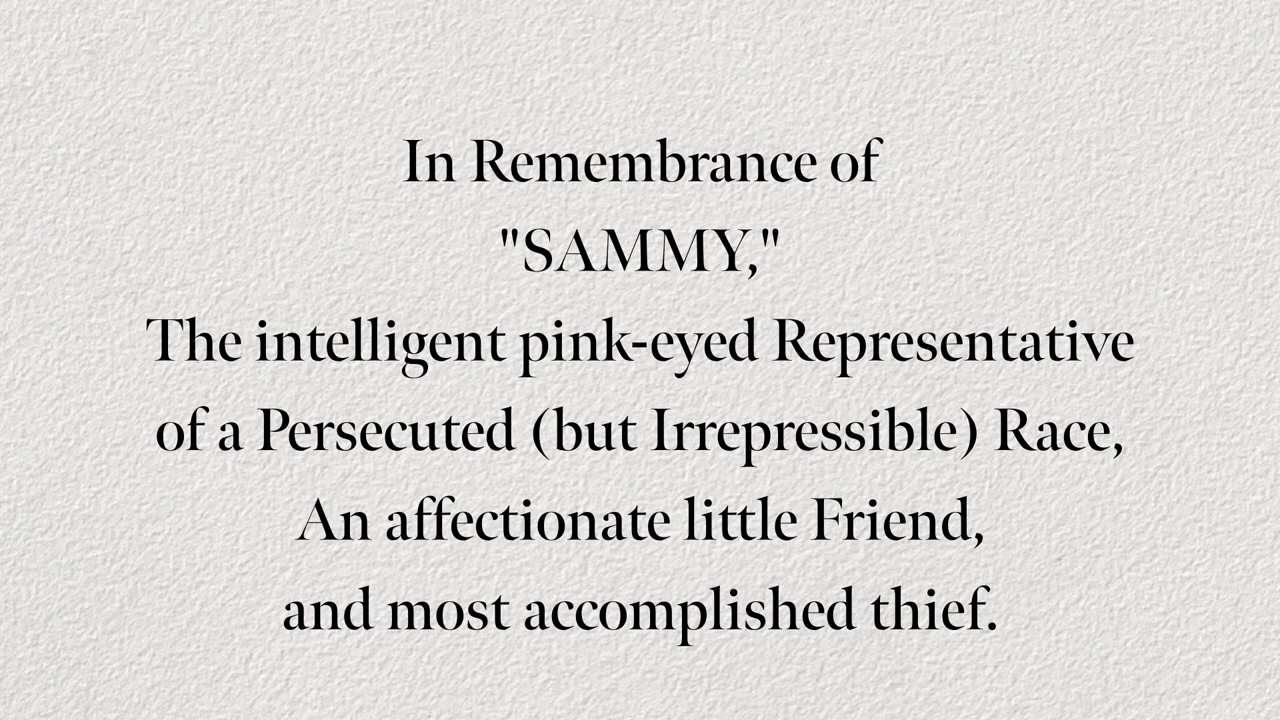 In Remembrance of
"SAMMY,"
The intelligent pink-eyed Representative
of a Persecuted (but Irrepressible) Race,
An affectionate little Friend,
and most accomplished thief.